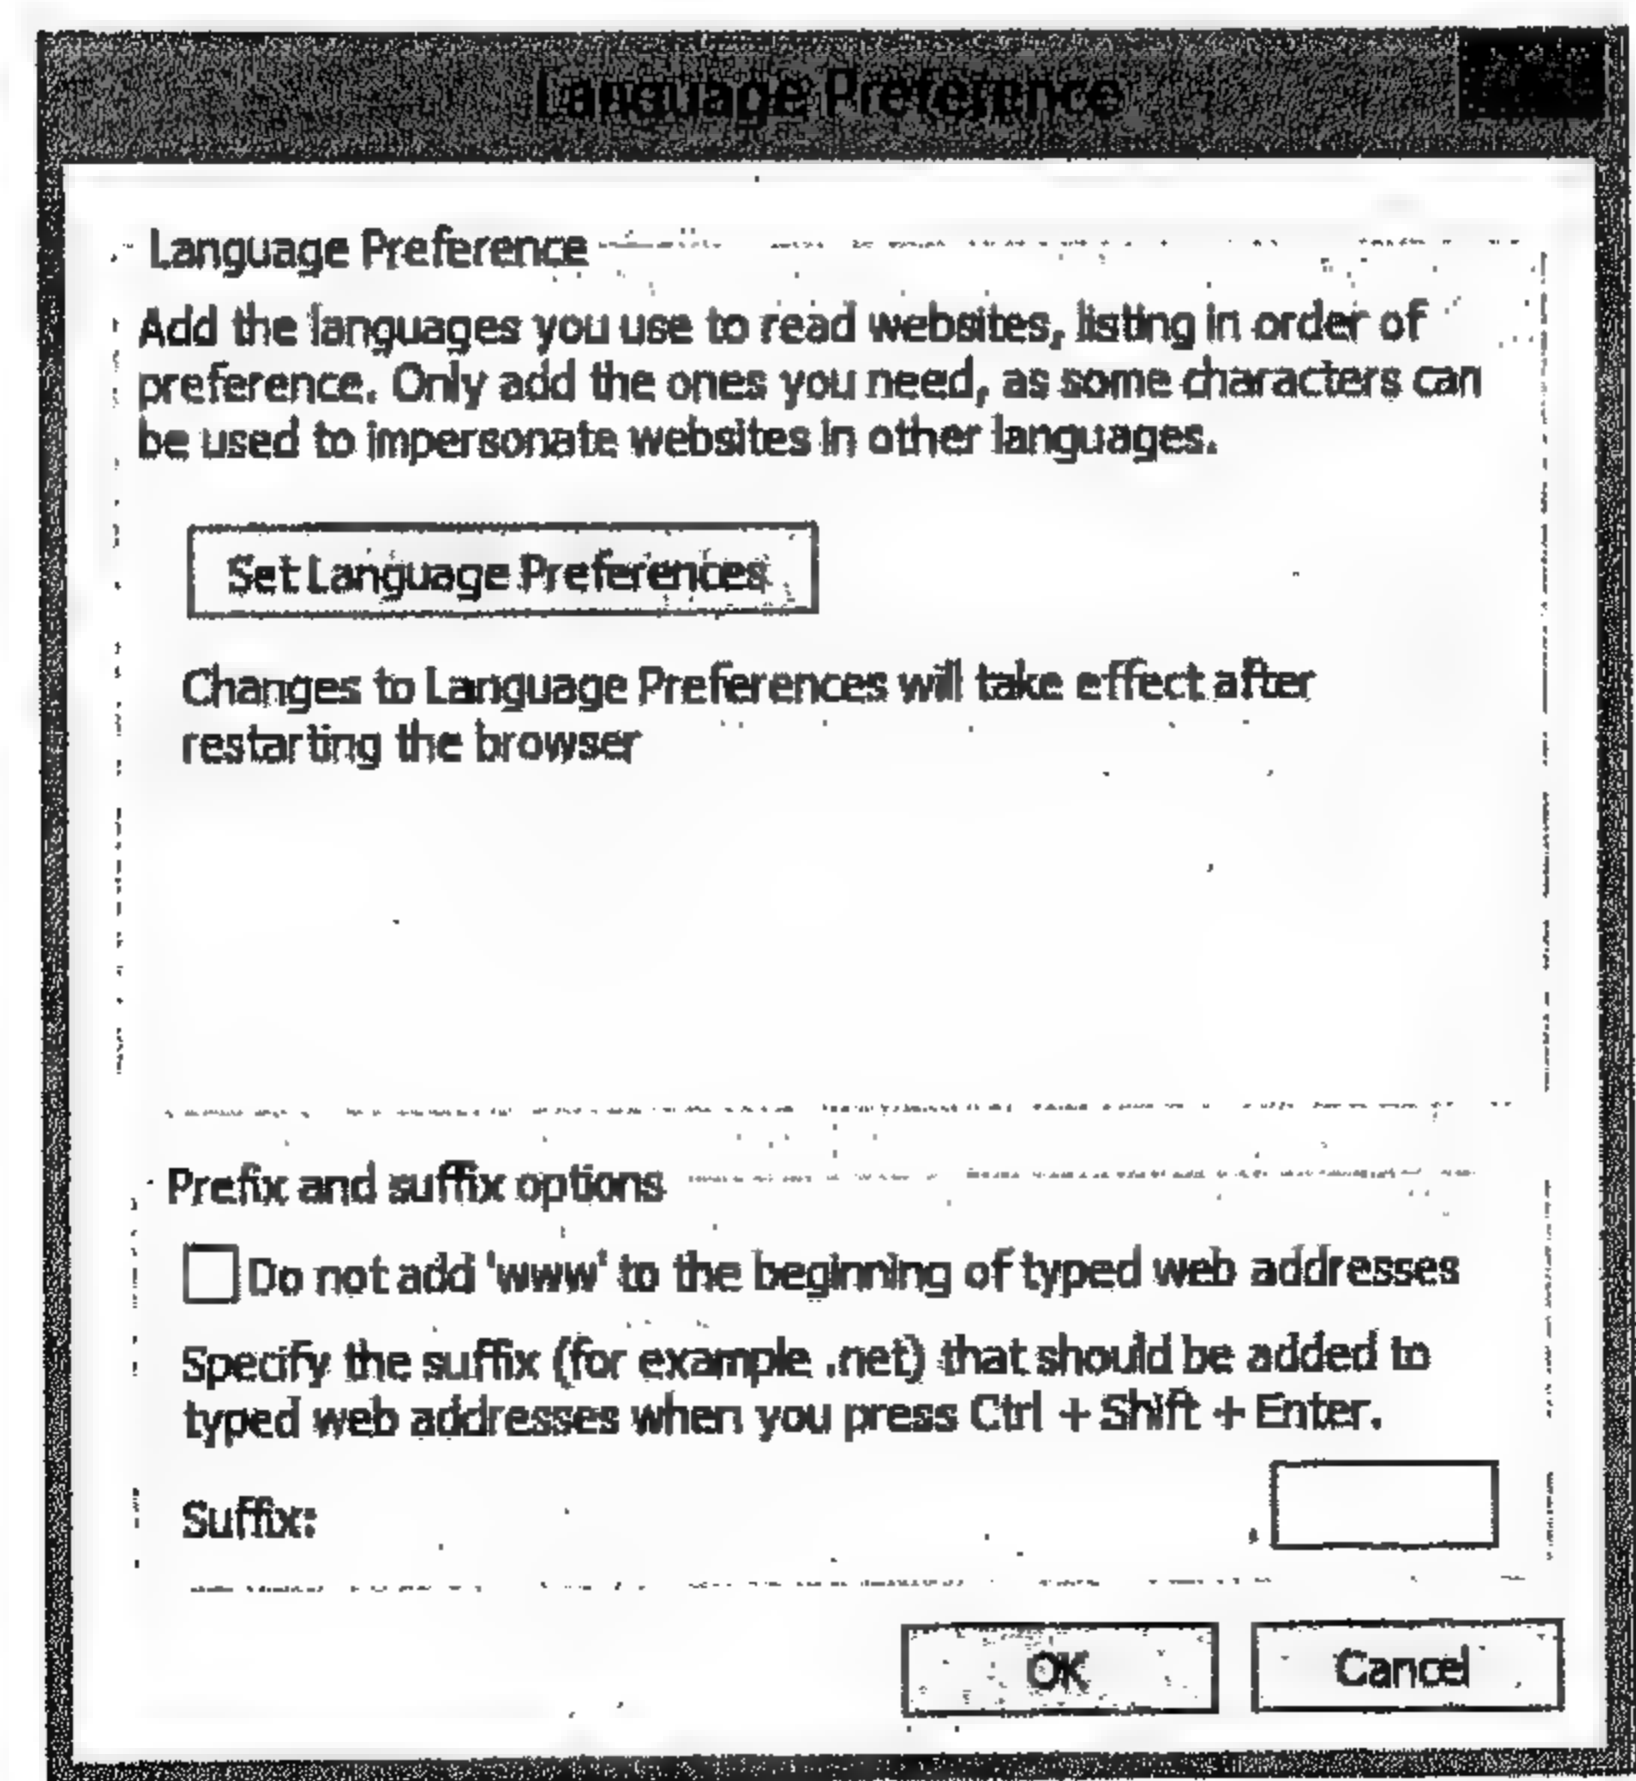 Language Preference
Language Preference
Add the languages you use to read websites, listing in order of
preference. Only add the ones you need, as some characters can
be used to impersonate websites in other languages.
Set Language Preferences
Changes to Language Preferences will take effect after
restarting the browser
Prefix and suffix options
Do not add 'www' to the beginning of typed web addresses
Specify the suffix (for example .net) that should be added to
typed web addresses when you press Ctrl + Shift + Enter.
Suffix:
OK
Cancel